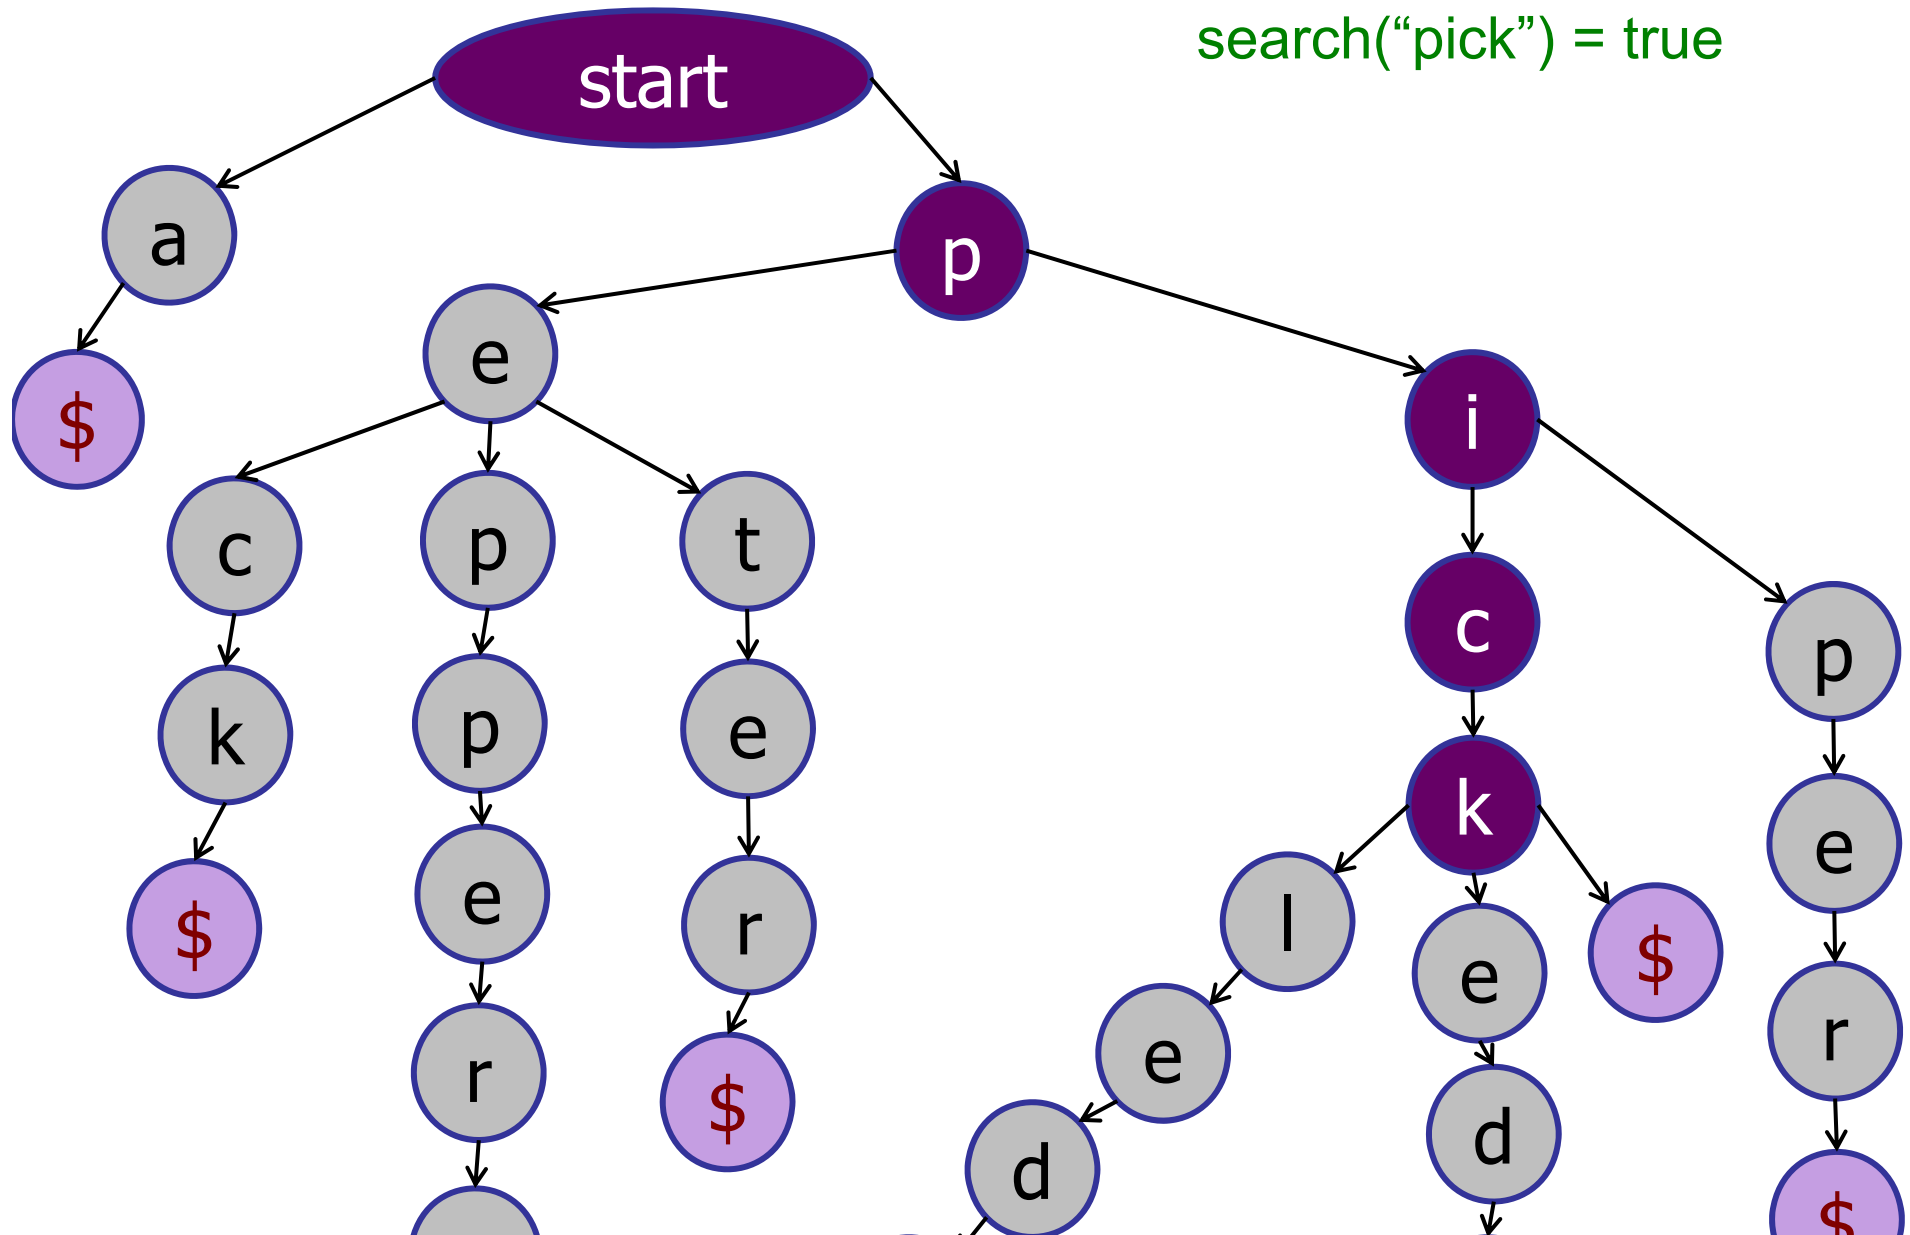 search(“pick”) = true
start
a
p
e
i
$
c
p
t
c
p
k
p
e
k
$
e
r
l
e
$
e
r
$
e
d
r
d
$